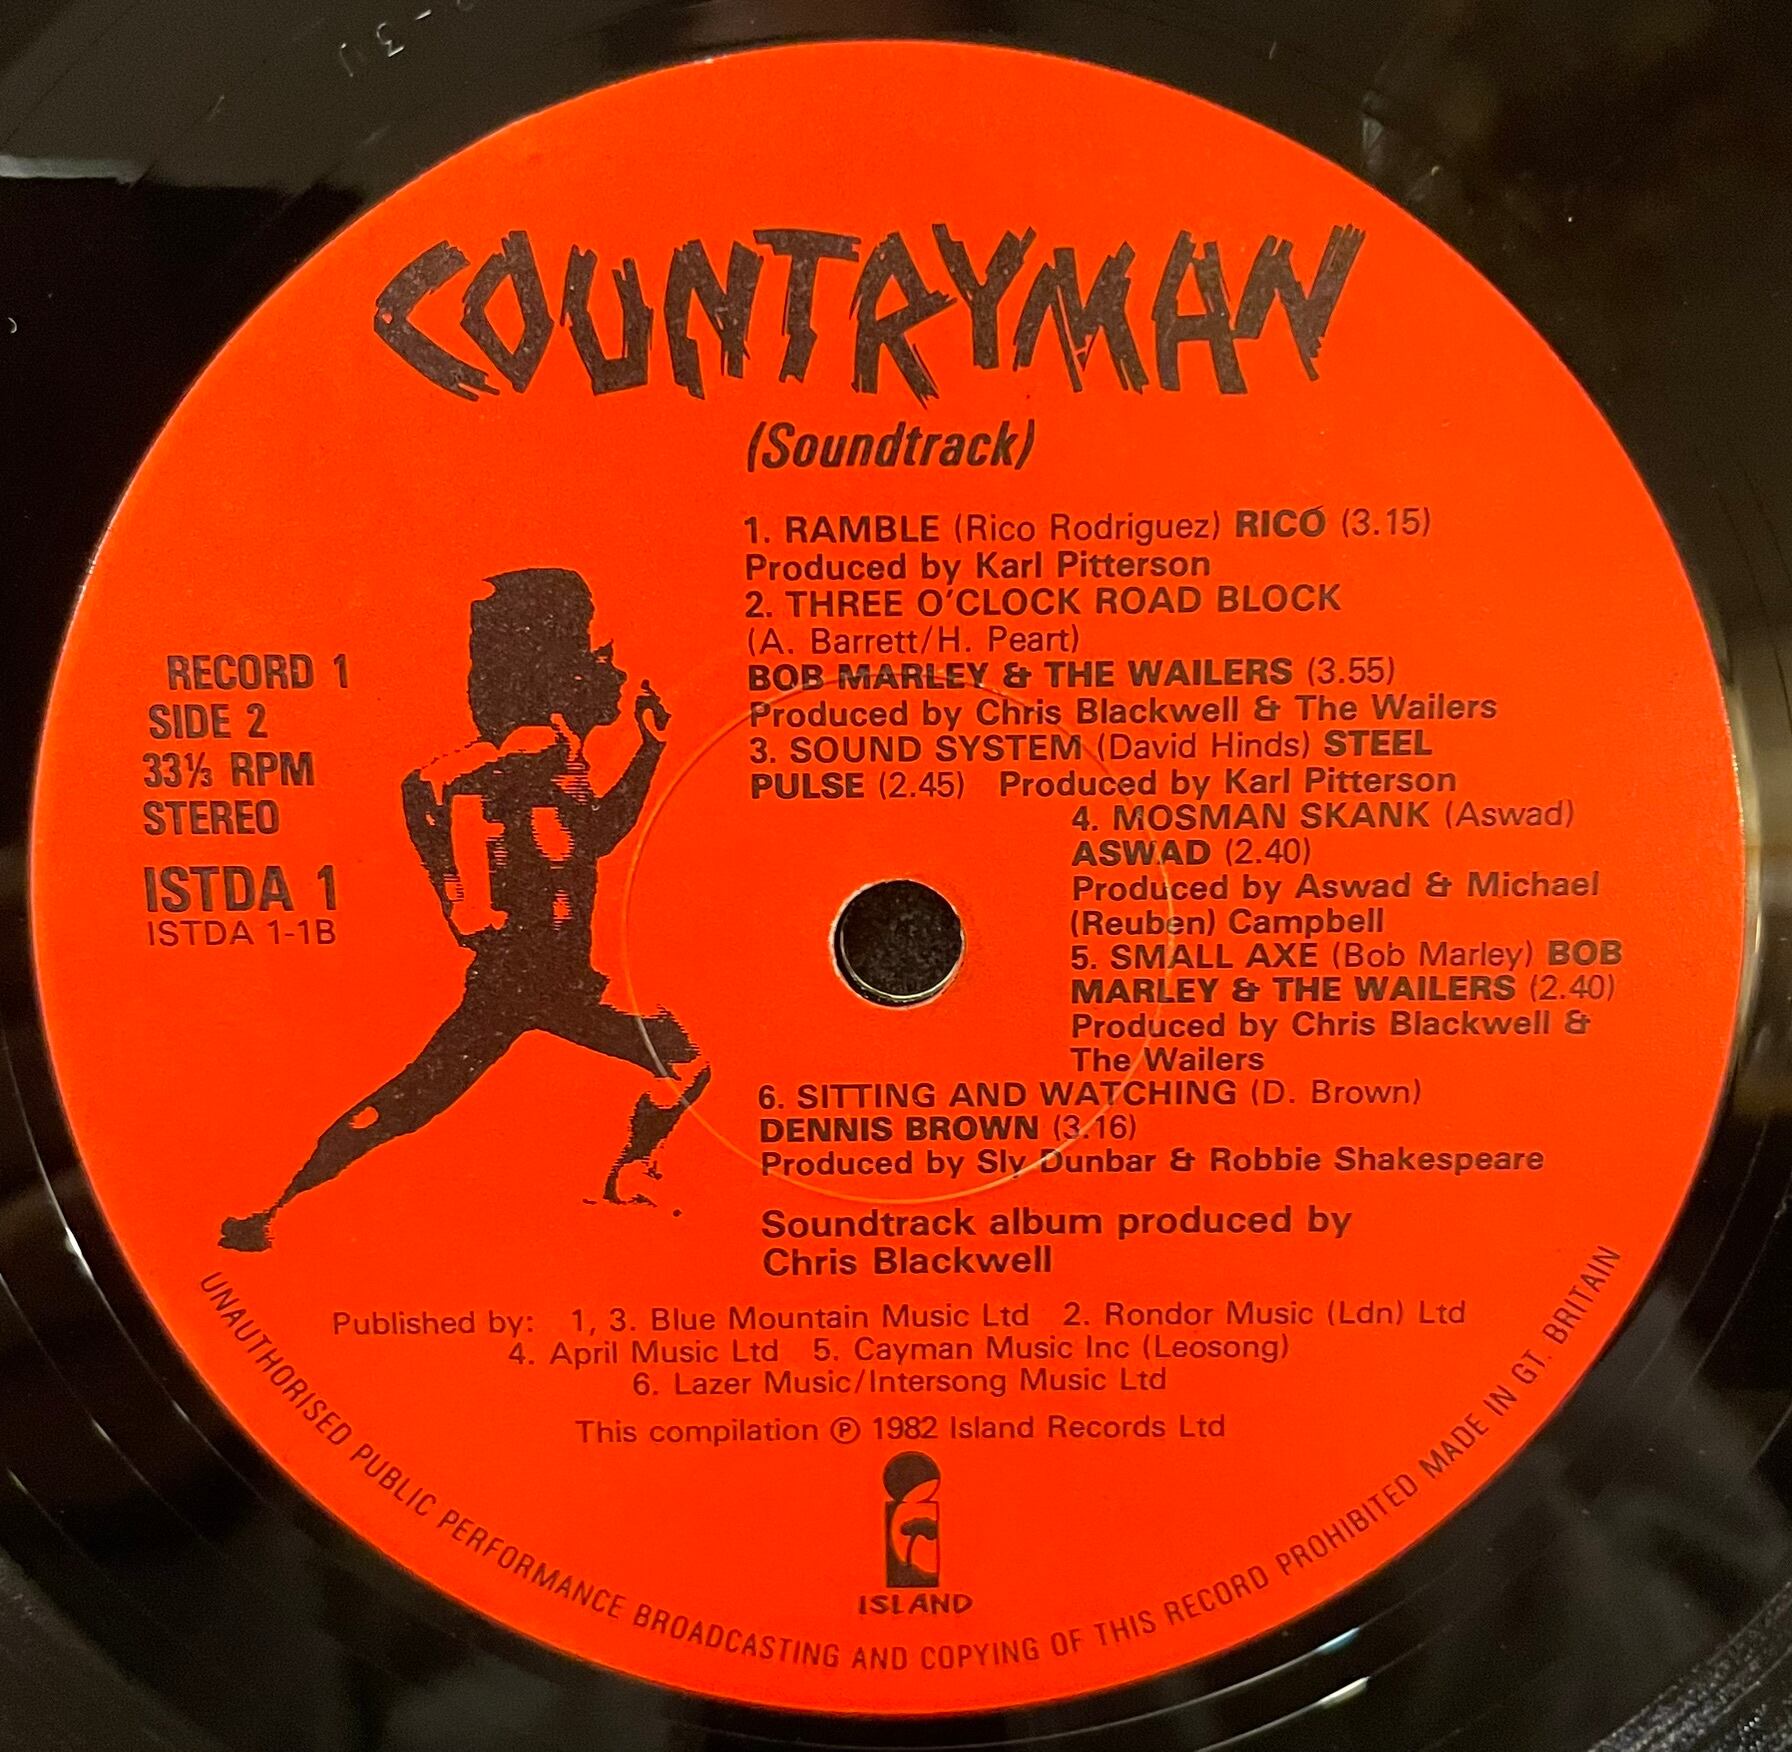 COUNTRYMAN
(Soundtrack)
1. RAMBLE (Rico Rodriguez) RICO (3.15)
Produced by Karl Pitterson
2. THREE O'CLOCK ROAD BLOCK
(A. Barrett/H. Peart)
BOB MARLEY & THE WAILERS (3.55)
Produced by Chris Blackwell & The Wailers
3. SOUND SYSTEM (David Hinds) STEEL
PULSE (2.45) Produced by Karl Pitterson
4. MOSMAN SKANK (Aswad)
ASWAD (2.40)
Produced by Aswad & Michael
(Reuben) Campbell
5. SMALL AXE (Bob Marley) BOB
MARLEY & THE WAILERS (2.40)
Produced by Chris Blackwell &
The Wailers
6. SITTING AND WATCHING (D. Brown)
DENNIS BROWN (3.16)
Produced by Sly Dunbar & Robbie Shakespeare
Soundtrack album produced by
Chris Blackwell
RECORD 1
SIDE 2
33⅓ RPM
STEREO
ISTDA 1
ISTDA 1-1B
Published by: 1, 3. Blue Mountain Music Ltd 2. Rondor Music (Ldn) Ltd
4. April Music Ltd 5. Cayman Music Inc (Leosong)
6. Lazer Music/Intersong Music Ltd
This compilation ℗ 1982 Island Records Ltd
ISLAND
UNAUTHORISED PUBLIC PERFORMANCE BROADCASTING AND COPYING OF THIS RECORD PROHIBITED MADE IN GT. BRITAIN